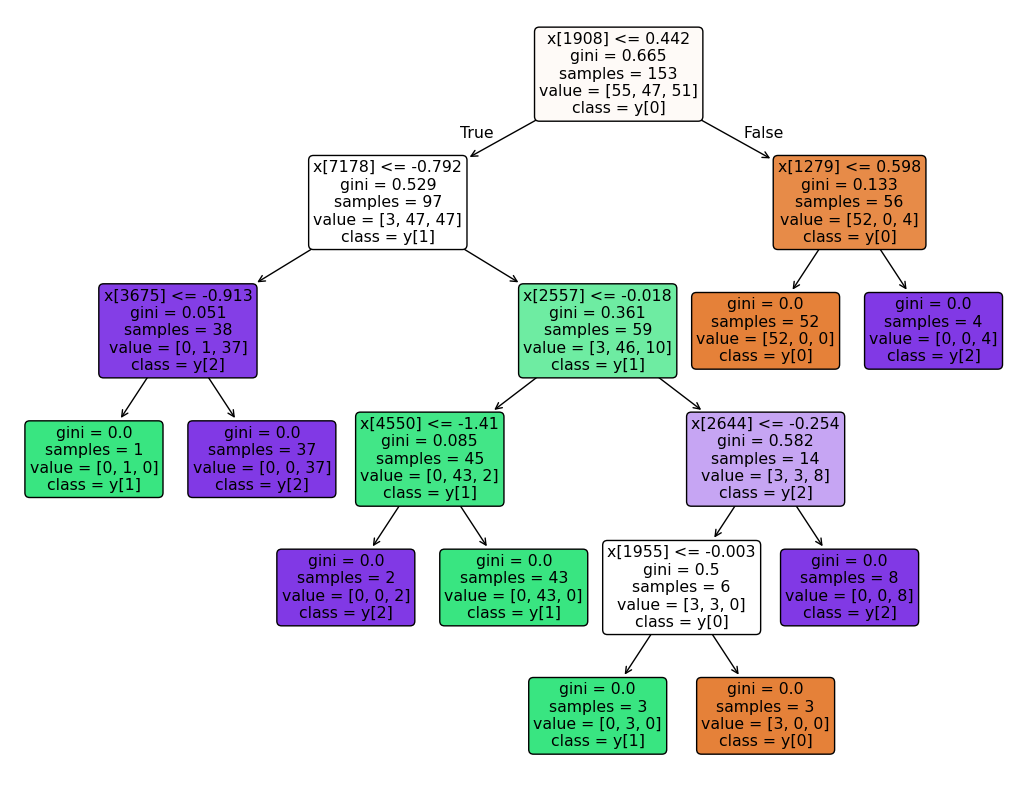 x[1908] <= 0.442
gini = 0.665
samples = 153
value = [55, 47, 51]
class = y[0]
True
False
x[7178] <= -0.792
gini = 0.529
samples = 97
value = [3, 47, 47]
class = y[1]
x[1279] <= 0.598
gini = 0.133
samples = 56
value = [52, 0, 4]
class = y[0]
x[3675] <= -0.913
gini = 0.051
samples = 38
value = [0, 1, 37]
class = y[2]
x[2557] <= -0.018
gini = 0.361
samples = 59
value = [3, 46, 10]
class = y[1]
gini = 0.0
samples = 52
value = [52, 0, 0]
class = y[0]
gini = 0.0
samples = 4
value = [0, 0, 4]
class = y[2]
gini = 0.0
samples = 1
value = [0, 1, 0]
class = y[1]
gini = 0.0
samples = 37
value = [0, 0, 37]
class = y[2]
x[4550] <= -1.41
gini = 0.085
samples = 45
value = [0, 43, 2]
class = y[1]
x[2644] <= -0.254
gini = 0.582
samples = 14
value = [3, 3, 8]
class = y[2]
gini = 0.0
samples = 2
value = [0, 0, 2]
class = y[2]
gini = 0.0
samples = 43
value = [0, 43, 0]
class = y[1]
x[1955] <= -0.003
gini = 0.5
samples = 6
value = [3, 3, 0]
class = y[0]
gini = 0.0
samples = 8
value = [0, 0, 8]
class = y[2]
gini = 0.0
samples = 3
value = [0, 3, 0]
class = y[1]
gini = 0.0
samples = 3
value = [3, 0, 0]
class = y[0]